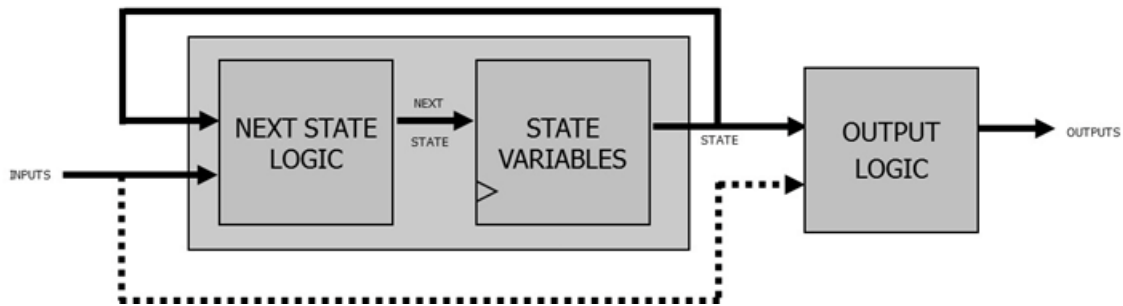 INPUTS
NEXT STATE
LOGIC
NEXT
STATE
STATE
VARIABLES
STATE
OUTPUT
LOGIC
OUTPUTS